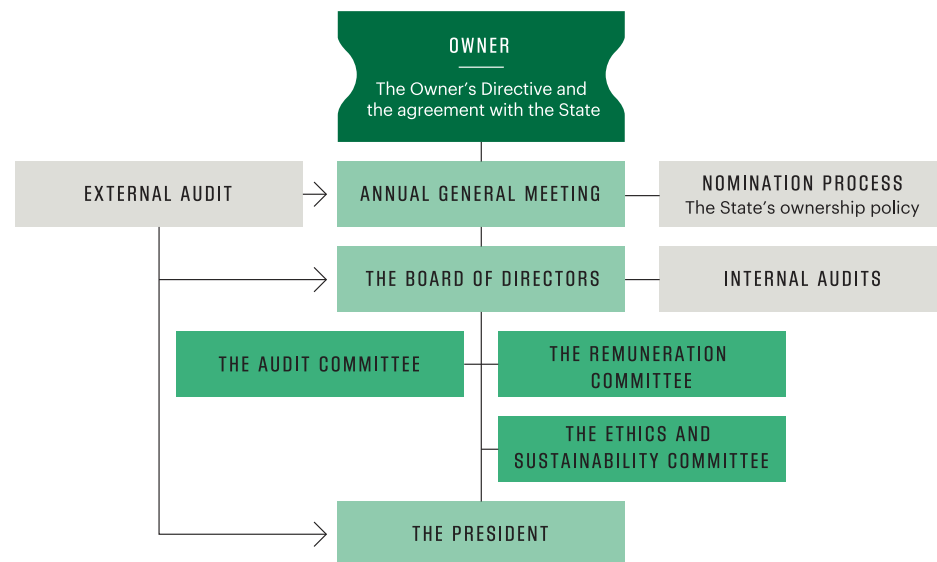 OWNER
The Owner's Directive and
the agreement with the State
EXTERNAL AUDIT
ANNUAL GENERAL MEETING
NOMINATION PROCESS
The State's ownership policy
THE BOARD OF DIRECTORS
INTERNAL AUDITS
THE AUDIT COMMITTEE
THE REMUNERATION
COMMITTEE
THE ETHICS AND
SUSTAINABILITY COMMITTEE
THE PRESIDENT